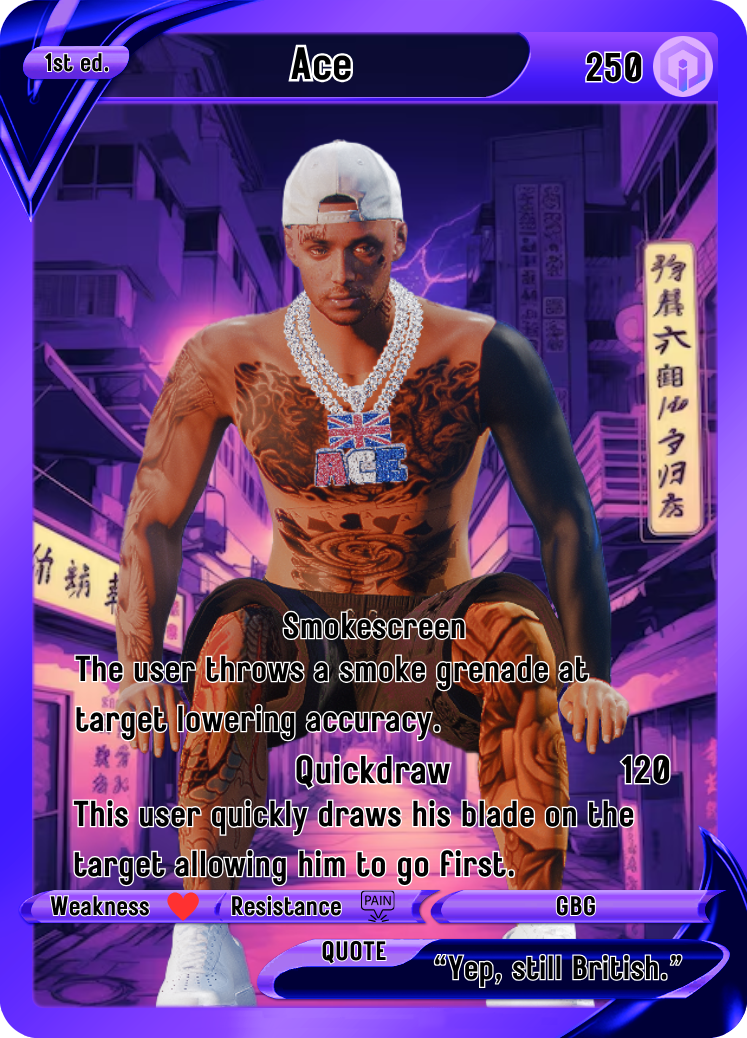 1st ed.
Ace
250
ACE
Smokescreen
The user throws a smoke grenade at
target lowering accuracy.
Quickdraw 120
This user quickly draws his blade on the
target allowing him to go first.
Weakness Resistance PAIN GBG
QUOTE
“Yep, still British.”